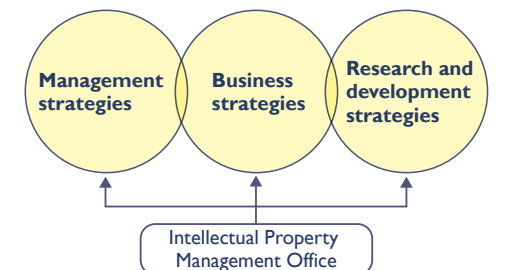 Management
strategies
Business
strategies
Research and
development
strategies
Intellectual Property
Management Office